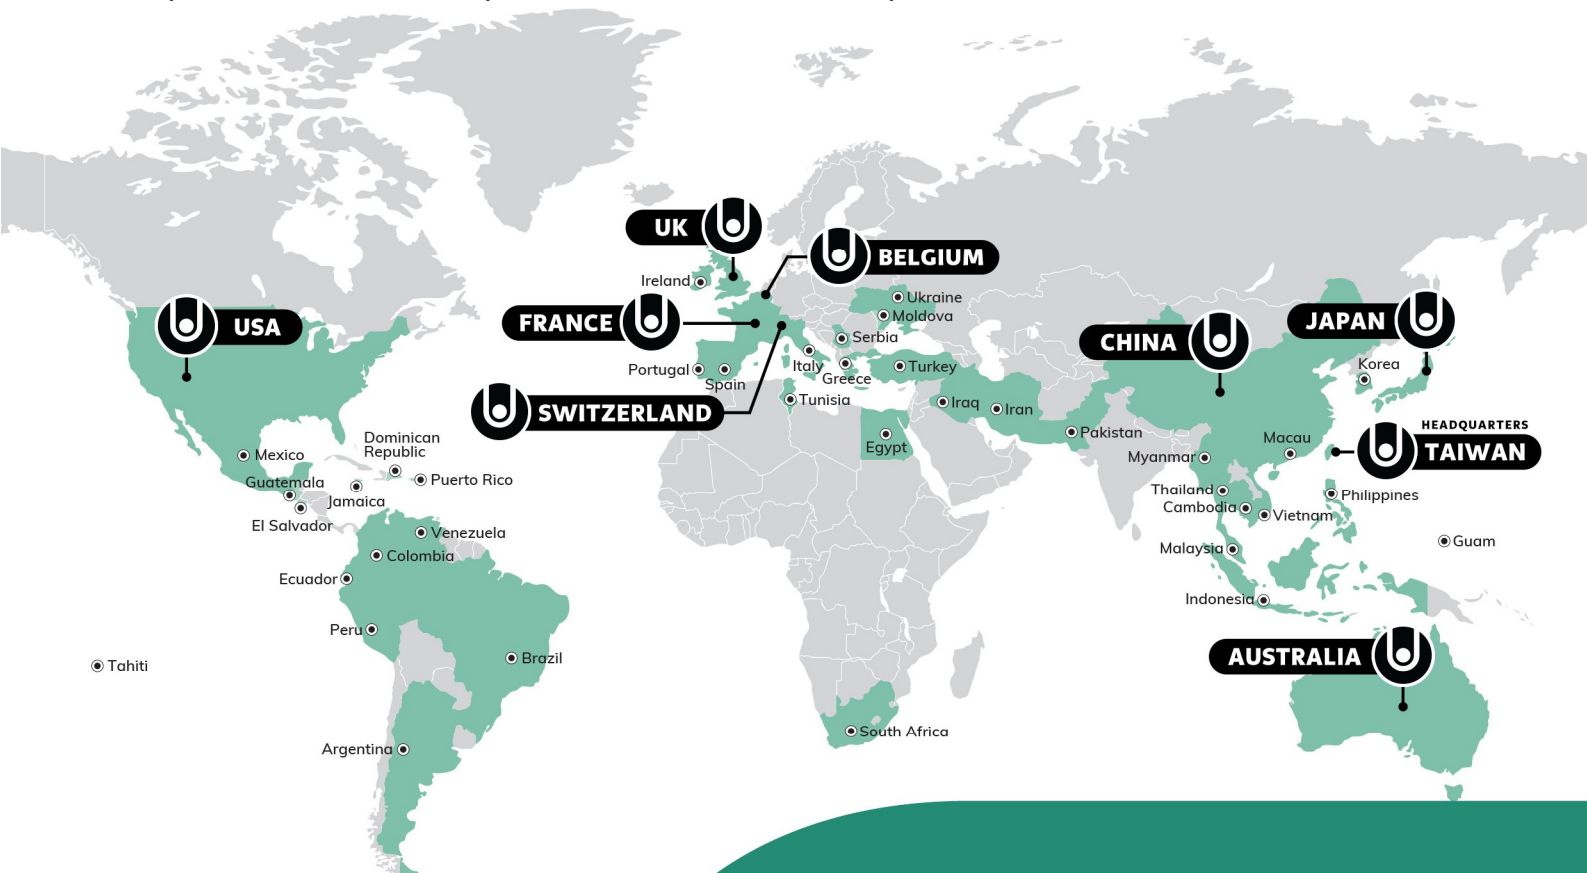 UK
BELGIUM
Ireland
Ukraine
USA
FRANCE
Moldova
JAPAN
Serbia
CHINA
Portugal
Spain
Italy
Greece
Turkey
Korea
SWITZERLAND
Tunisia
Iraq
Iran
HEADQUARTERS
TAIWAN
Dominican
Republic
Mexico
Egypt
Pakistan
Macau
Myanmar
Guatemala
Jamaica
Puerto Rico
Thailand
Philippines
El Salvador
Cambodia
Vietnam
Venezuela
Colombia
Malaysia
Guam
Ecuador
Indonesia
Peru
Brazil
Tahiti
AUSTRALIA
South Africa
Argentina